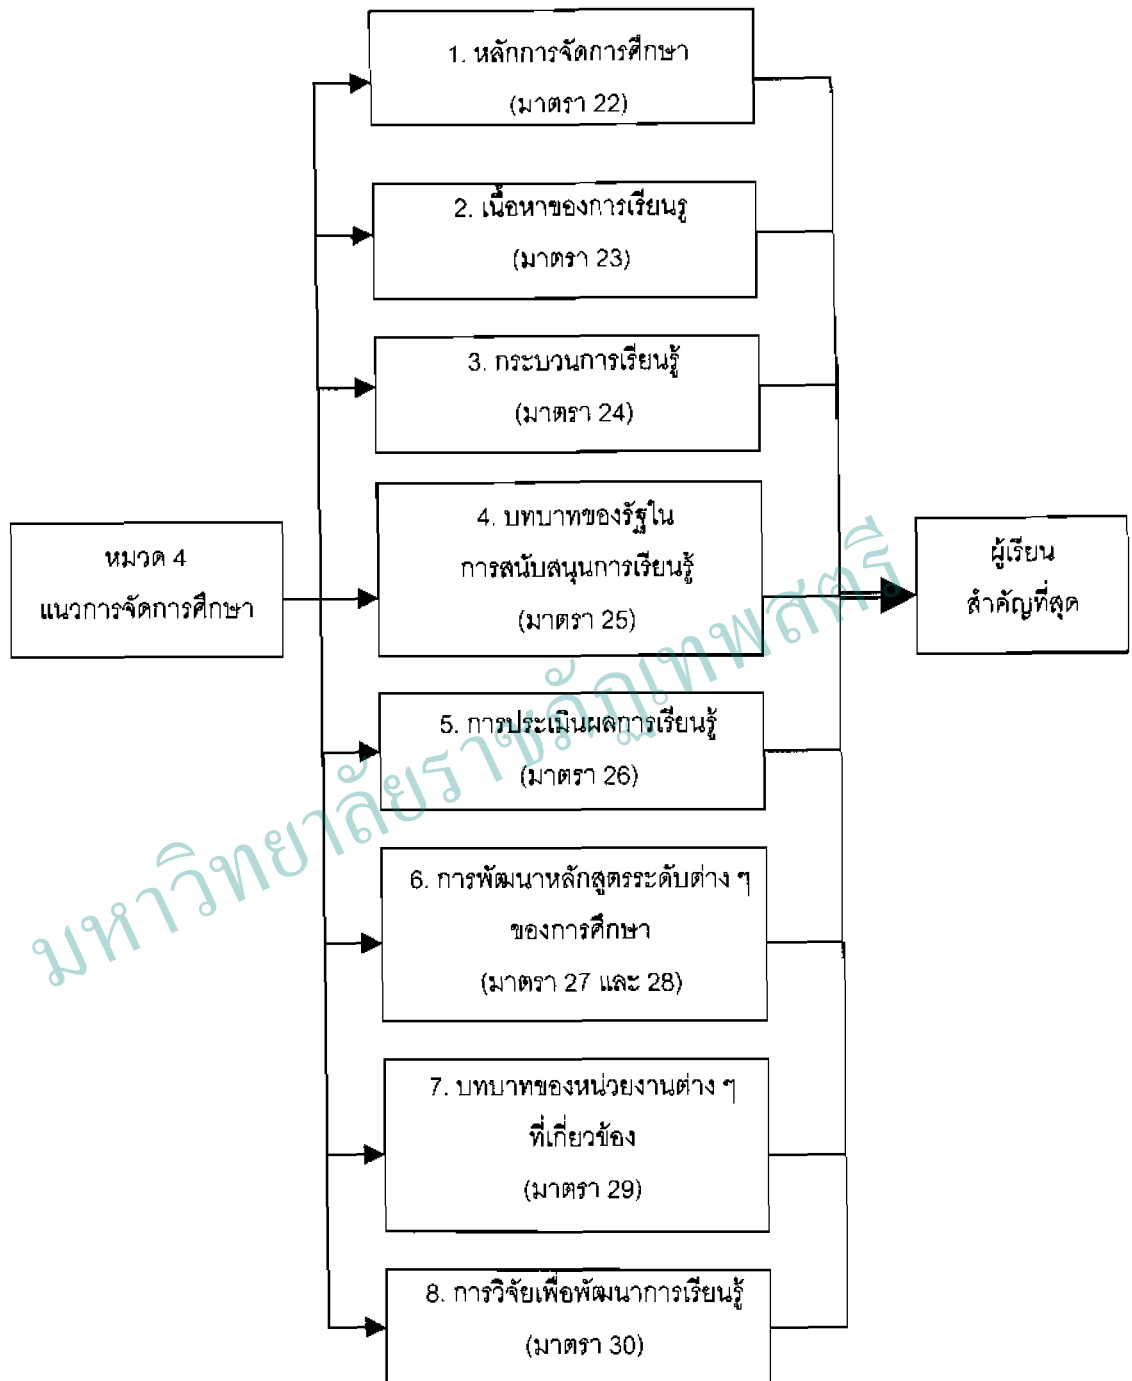 1. หลักการจัดการศึกษา
(มาตรา 22)
2. เนื้อหาของการเรียนรู
(มาตรา 23)
3. กระบวนการเรียนรู้
(มาตรา 24)
หมวด 4
แนวการจัดการศึกษา
4. บทบาทของรัฐใน
การสนับสนุนการเรียนรู้
(มาตรา 25)
ผู้เรียน
สำคัญที่สุด
5. การประเมินผลการเรียนรู้
(มาตรา 26)
6. การพัฒนาหลักสูตรระดับต่าง ๆ
ของการศึกษา
(มาตรา 27 และ 28)
7. บทบาทของหน่วยงานต่าง ๆ
ที่เกี่ยวข้อง
(มาตรา 29)
8. การวิจัยเพื่อพัฒนาการเรียนรู้
(มาตรา 30)
มหาวิทยาลัยราชภัฏเทพสตรี